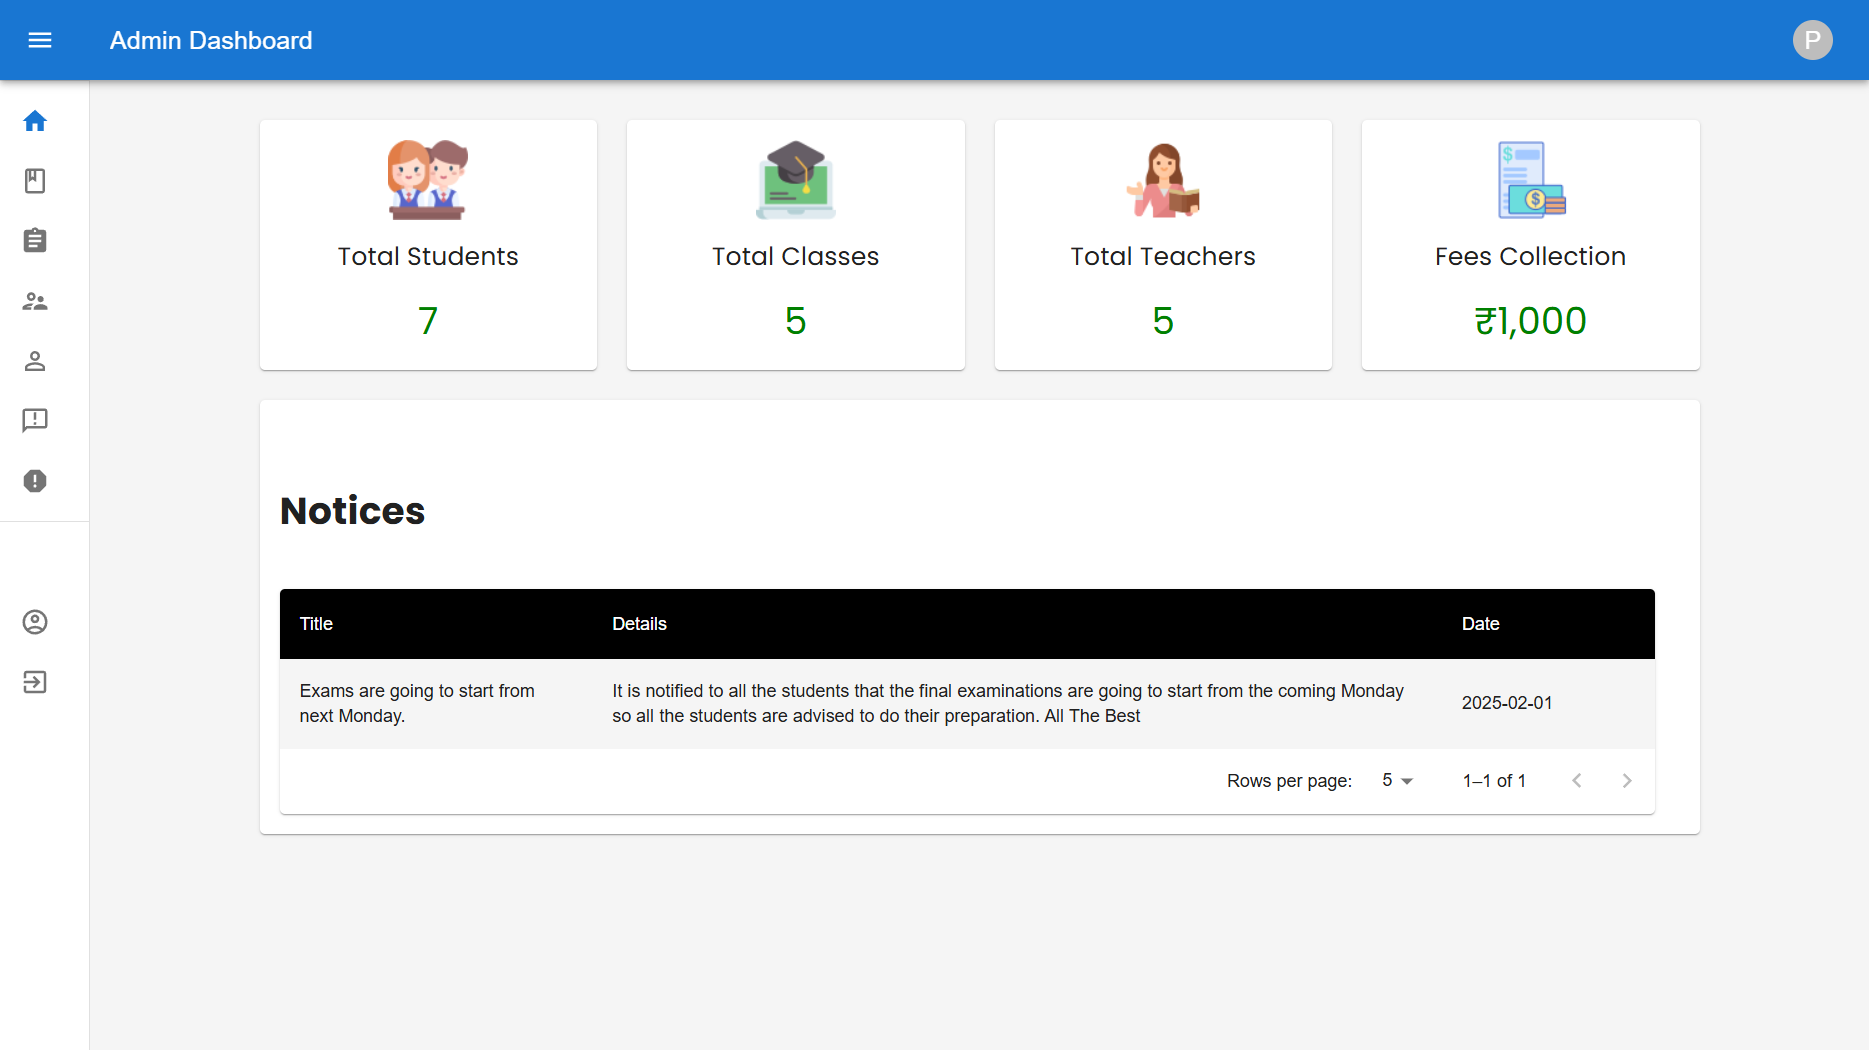 Admin Dashboard
P
Total Students
7
Total Classes
5
Total Teachers
5
Fees Collection
₹1,000
Notices
Title Details Date
Exams are going to start from
next Monday.
It is notified to all the students that the final examinations are going to start from the coming Monday
so all the students are advised to do their preparation. All The Best
2025-02-01
Rows per page: 5 1–1 of 1